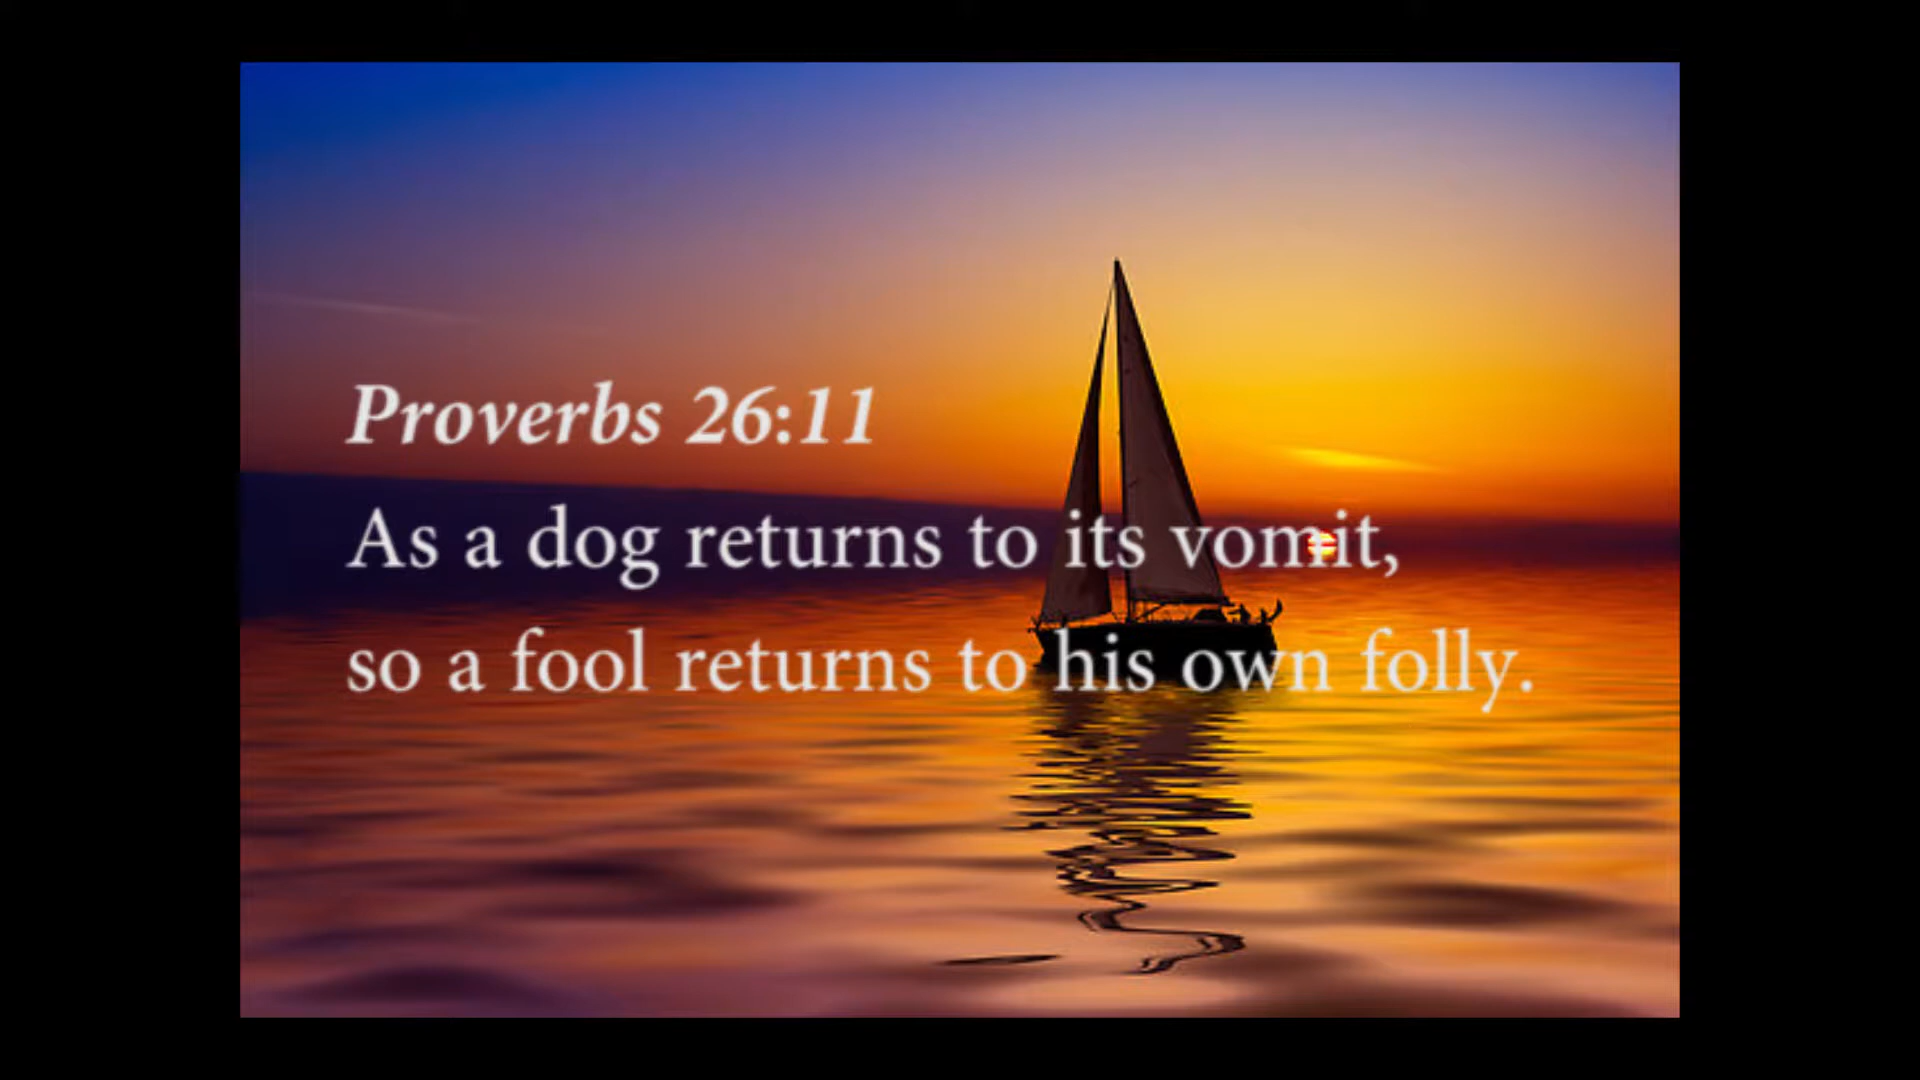 Proverbs 26:11
As a dog returns to its vomit,
so a fool returns to his own folly.